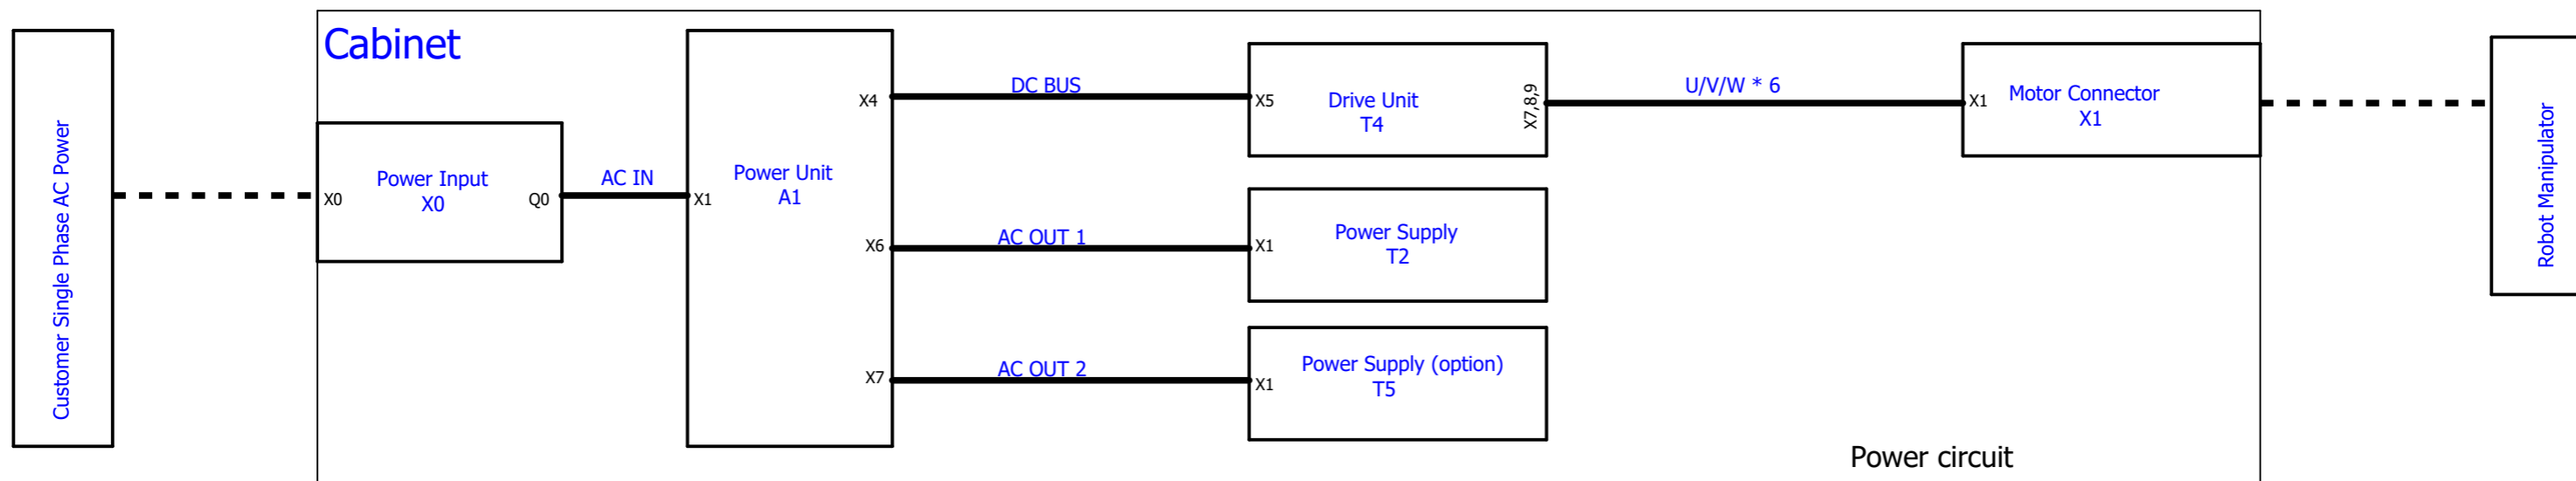 Cabinet
Customer Single Phase AC Power
X0
Power Input
X0
Q0
AC IN
X1
Power Unit
A1
X4
X6
X7
DC BUS
X5
Drive Unit
T4
X7,8,9
U/V/W * 6
X1
Motor Connector
X1
Robot Manipulator
AC OUT 1
X1
Power Supply
T2
AC OUT 2
X1
Power Supply (option)
T5
Power circuit